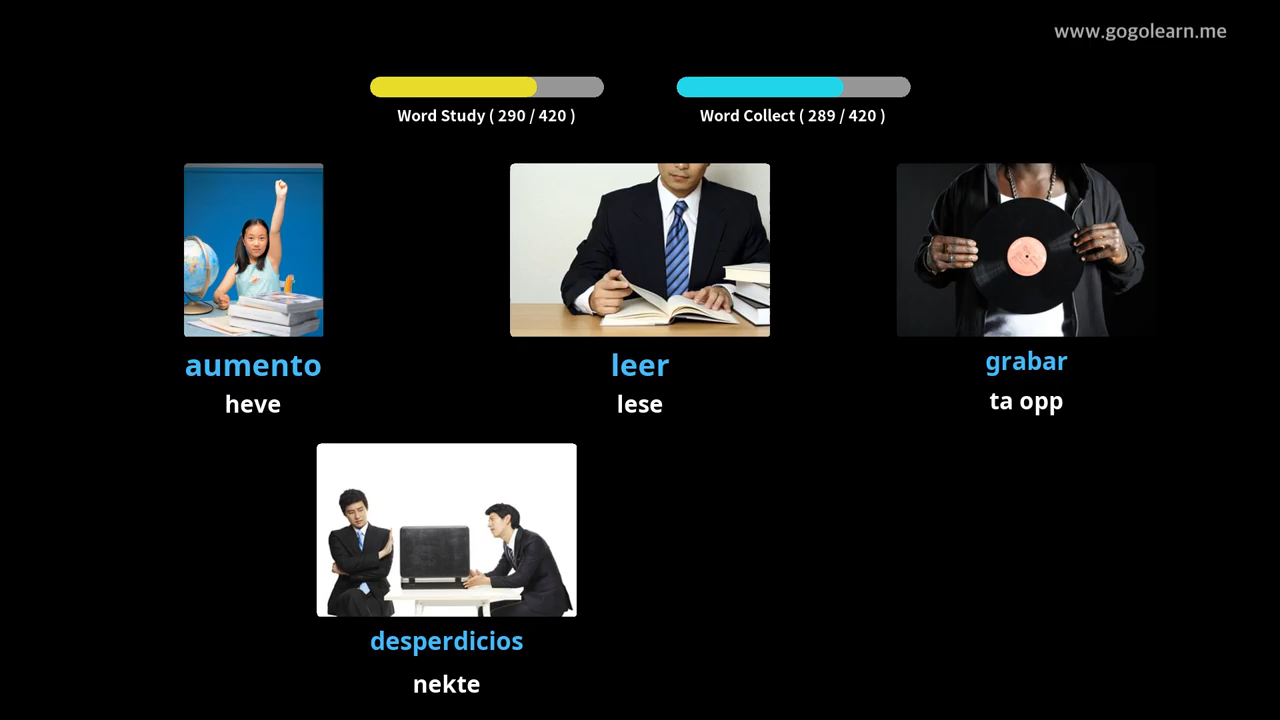 www.gogolearn.me
Word Study ( 290 / 420 )
Word Collect ( 289 / 420 )
aumento
heve
leer
lese
grabar
ta opp
desperdicios
nekte